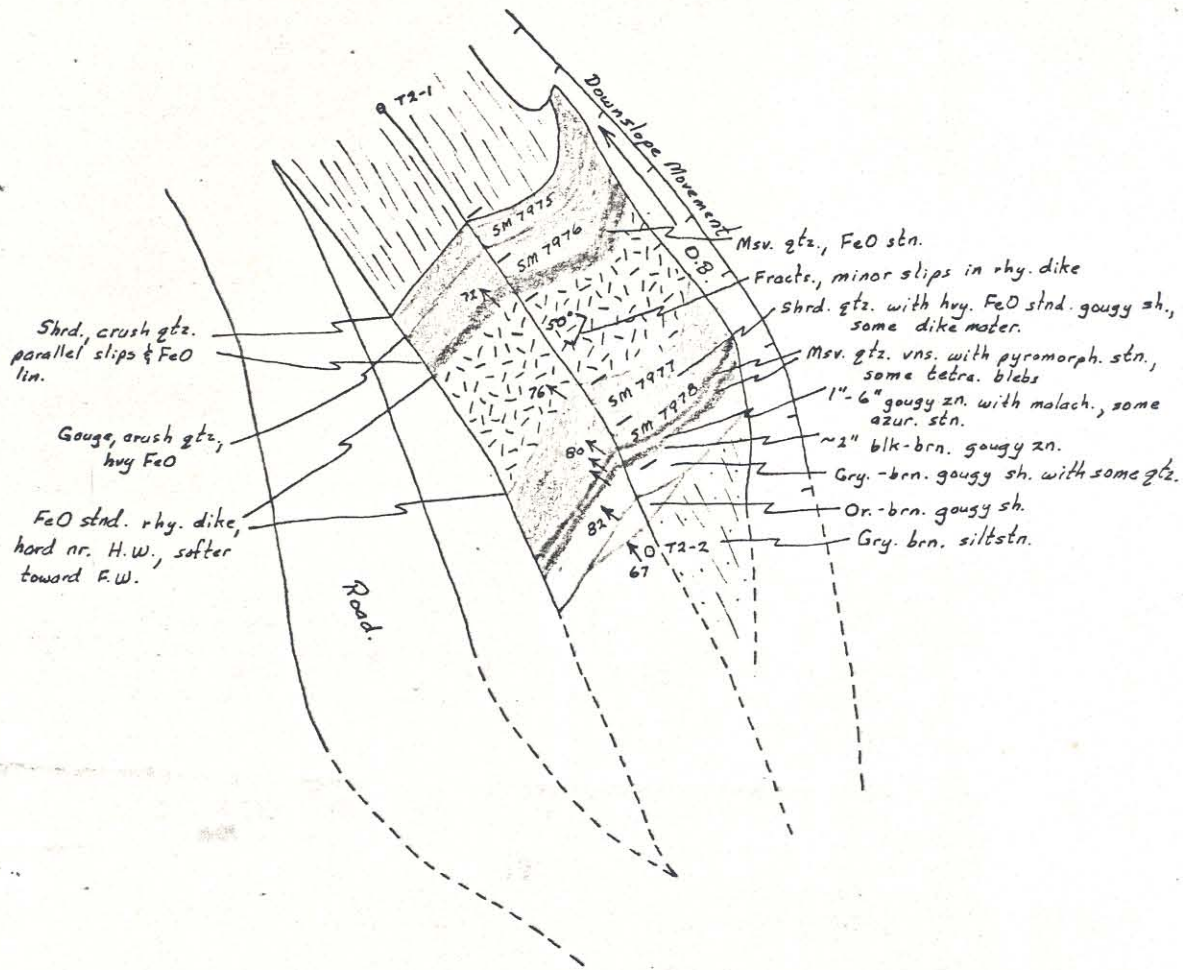 T2-1
Downslope Movement
SM 7975
SM 7976
O.B.
72
50°
76
SM 7977
SM 7978
80
82
67
O T2-2
Road.
Msv. qtz., FeO stn.
Fracts., minor slips in rhy. dike
Shrd. qtz. with hvy. FeO stnd. gougy sh.,
some dike mater.
Msv. qtz. vns. with pyromorph. stn.,
some tetra. blebs
1"-6" gougy zn. with malach., some
azur. stn.
~2" blk-brn. gougy zn.
Gry.-brn. gougy sh. with some qtz.
Or.-brn. gougy sh.
Gry. brn. siltstn.
Shrd., crush qtz.
parallel slips & FeO
lin.
Gouge, crush qtz.,
hvy FeO
FeO stnd. rhy. dike,
hard nr. H.W., softer
toward F.W.